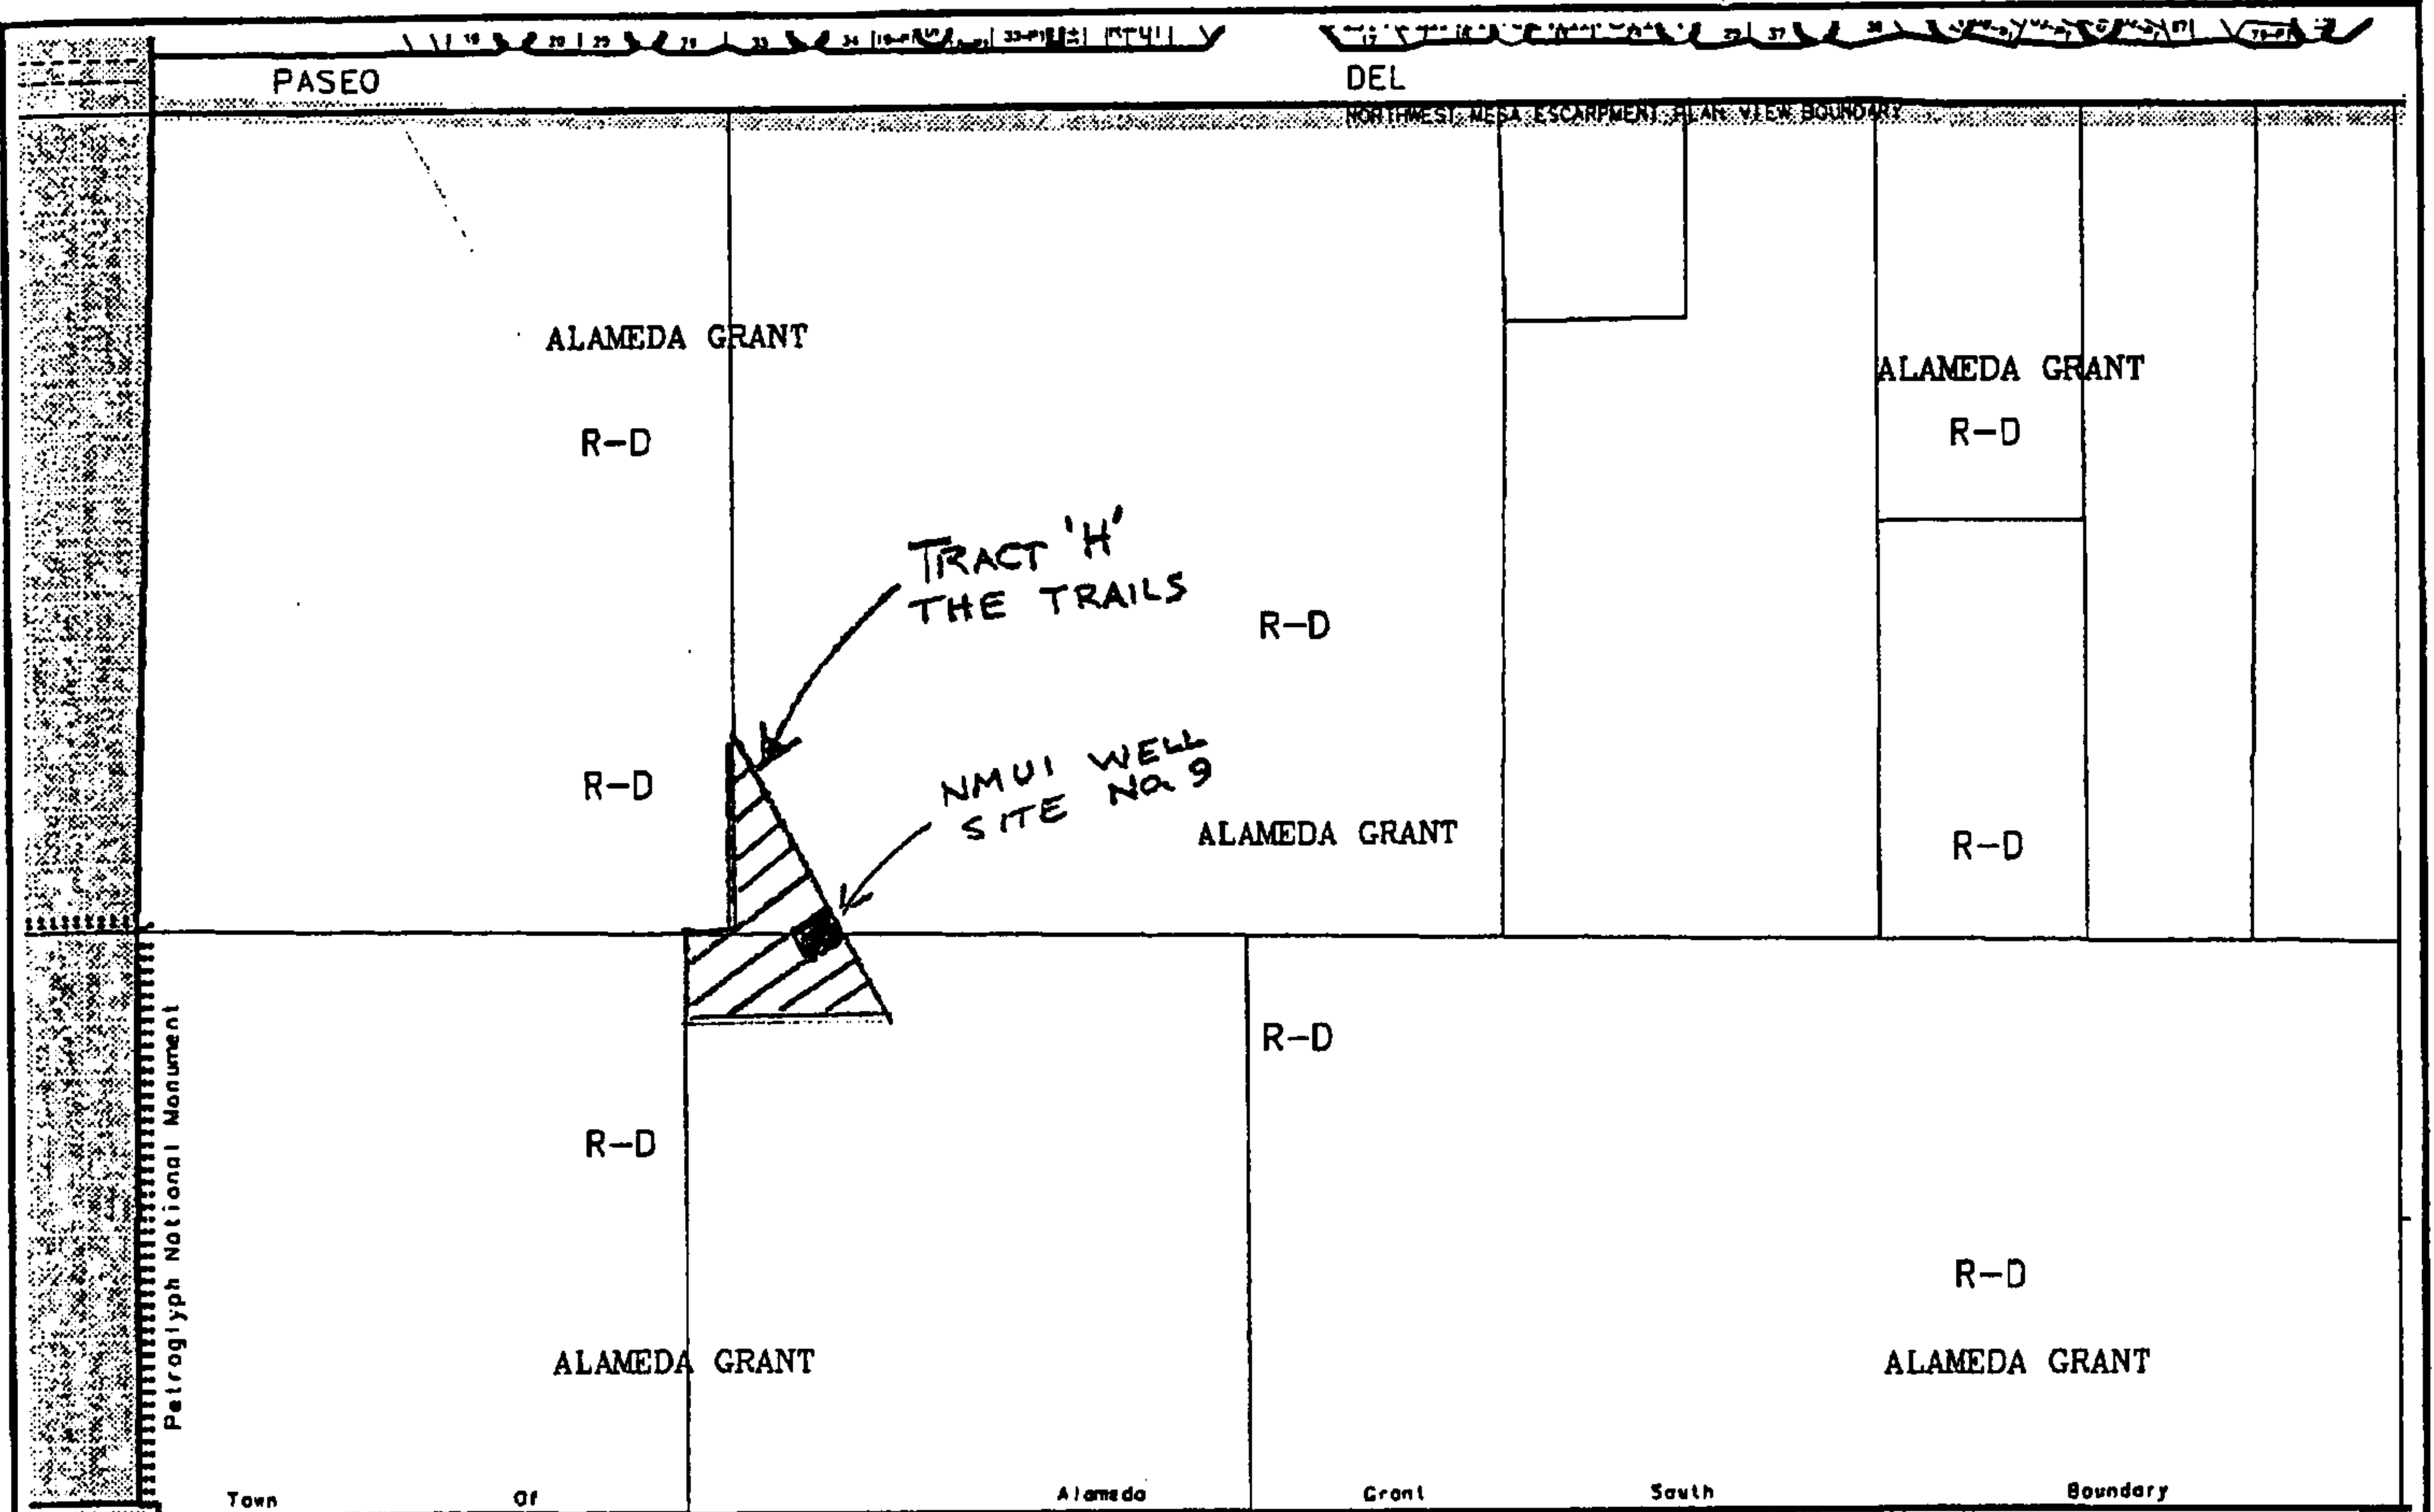 PASEO DEL
NORTHWEST MESA ESCARPMENT PLAN VIEW BOUNDARY
ALAMEDA GRANT
R-D
ALAMEDA GRANT
R-D
TRACT 'H'
THE TRAILS
R-D
R-D
NMUI WELL
SITE NO. 9
ALAMEDA GRANT
R-D
R-D
R-D
Petroglyph National Monument
R-D
ALAMEDA GRANT
ALAMEDA GRANT
Town Of Alameda Grant South Boundary